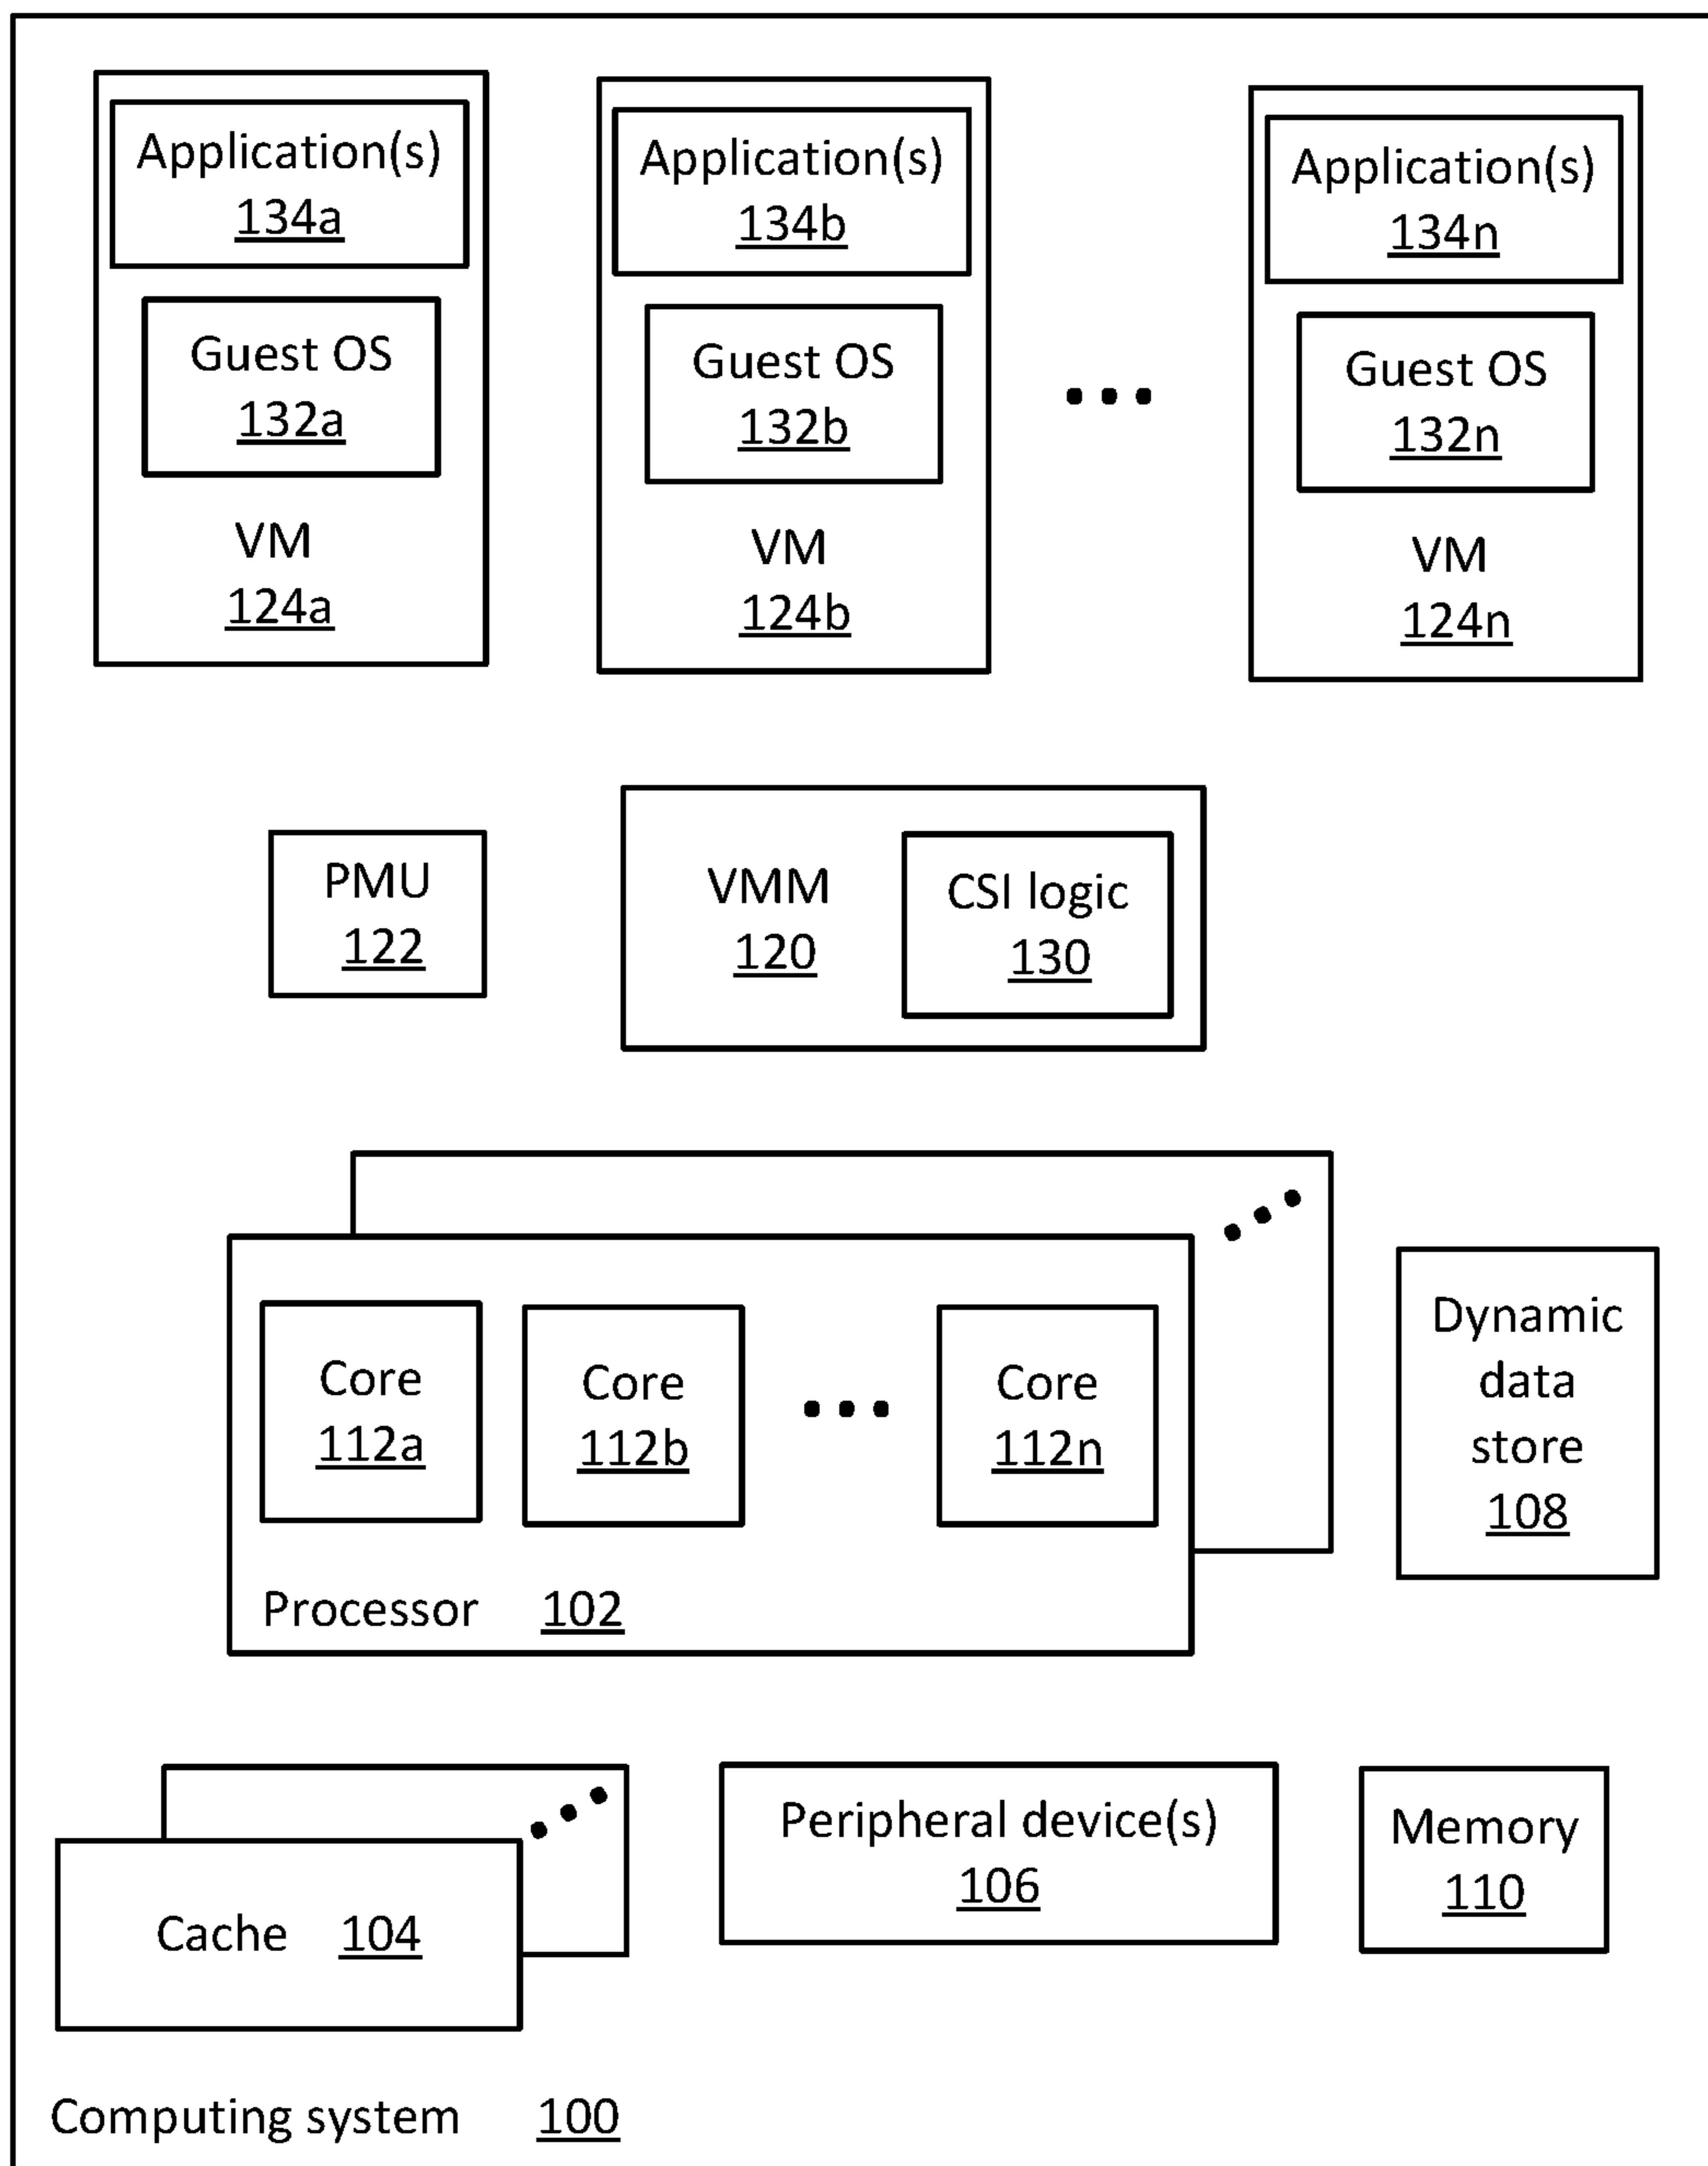 Application(s)
134a
Guest OS
132a
VM
124a
Application(s)
134b
Guest OS
132b
VM
124b
Application(s)
134n
Guest OS
132n
VM
124n
PMU
122
VMM
120
CSI logic
130
Core
112a
Core
112b
Core
112n
Processor 102
Dynamic
data
store
108
Cache 104
Peripheral device(s)
106
Memory
110
Computing system 100